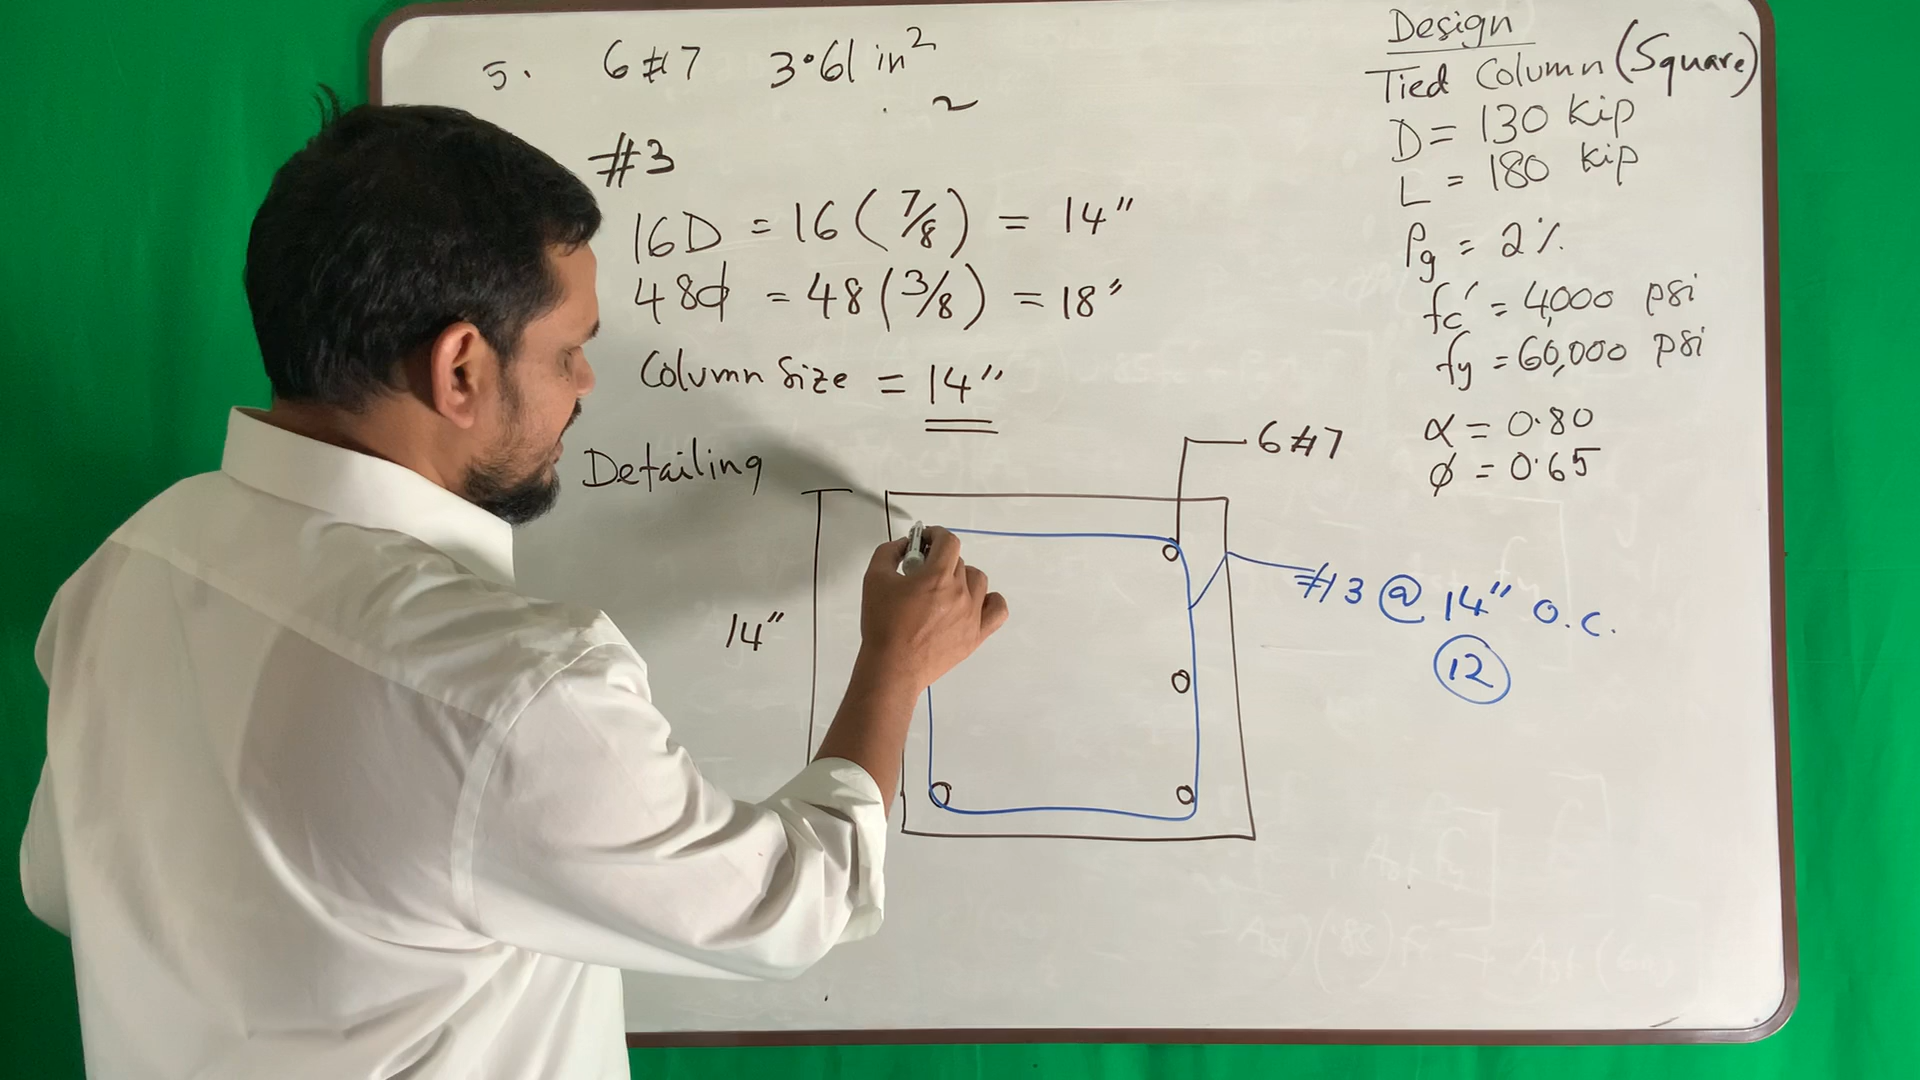 5. 6#7 3.61 in²
#3
16D = 16(7/8) = 14"
48ϕ = 48(3/8) = 18"
Column Size = 14"
Detailing
14"
6#7
#3 @ 14" O.C.
12
Design
Tied Column (Square)
D = 130 kip
L = 180 kip
ρg = 2%
fc' = 4,000 psi
fy = 60,000 psi
α = 0.80
ϕ = 0.65